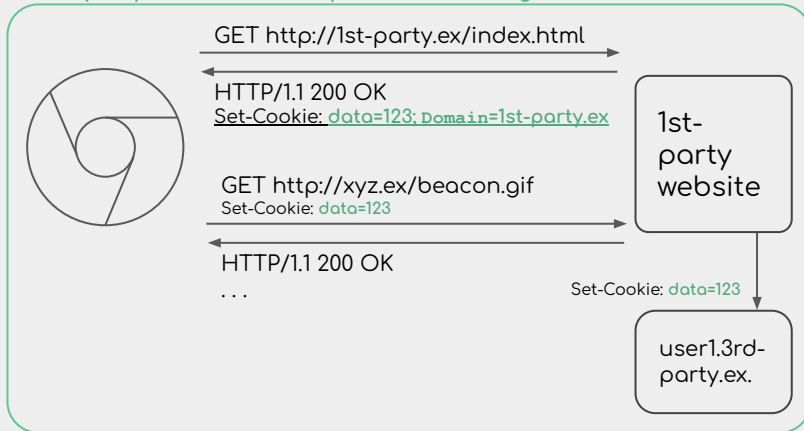 GET http://1st-party.ex/index.html
HTTP/1.1 200 OK
Set-Cookie: data=123; Domain=1st-party.ex
1st-
party
website
GET http://xyz.ex/beacon.gif
Set-Cookie: data=123
HTTP/1.1 200 OK
. . .
Set-Cookie: data=123
user1.3rd-
party.ex.